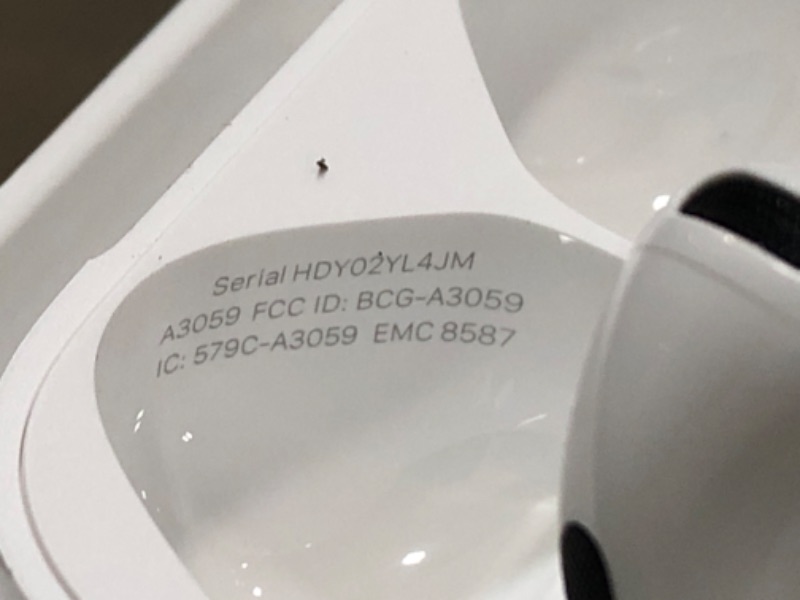 Serial HDY02YL4JM
A3059 FCC ID: BCG-A3059
IC: 579C-A3059 EMC 8587